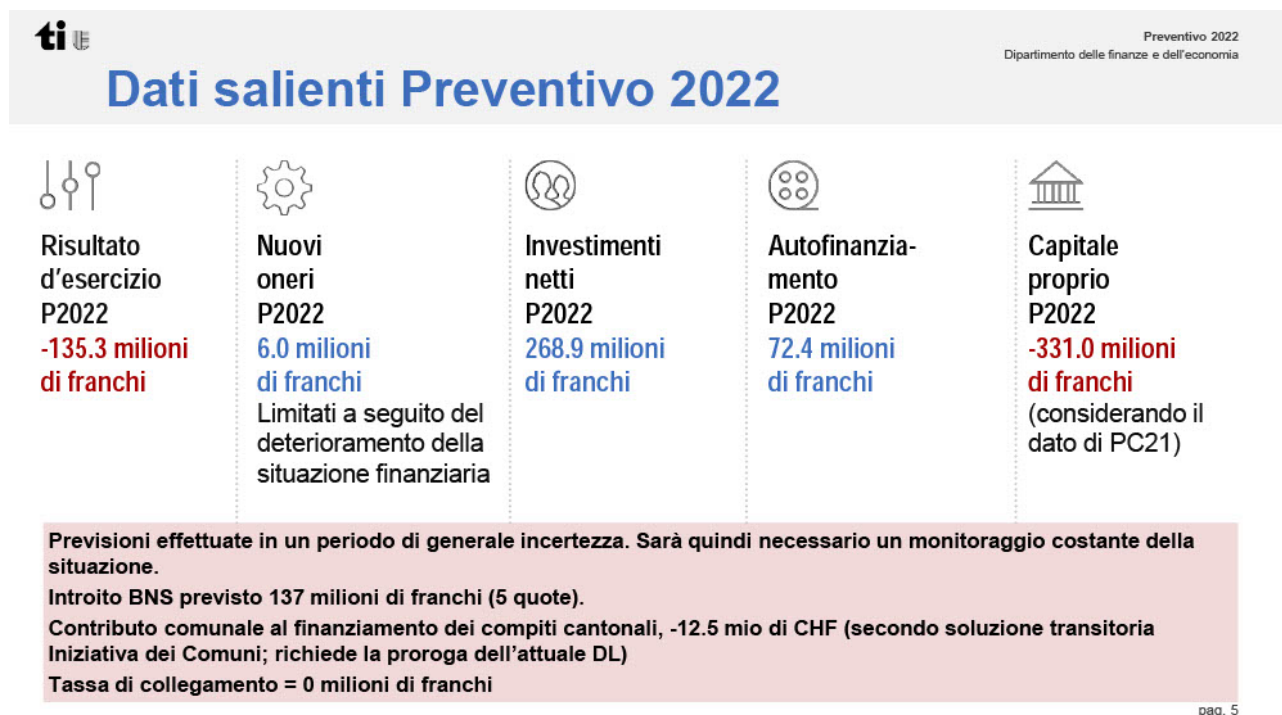 ti
Preventivo 2022
Dipartimento delle finanze e dell'economia
Dati salienti Preventivo 2022
Risultato
d'esercizio
P2022
-135.3 milioni
di franchi
Nuovi
oneri
P2022
6.0 milioni
di franchi
Limitati a seguito del
deterioramento della
situazione finanziaria
Investimenti
netti
P2022
268.9 milioni
di franchi
Autofinanzia-
mento
P2022
72.4 milioni
di franchi
Capitale
proprio
P2022
-331.0 milioni
di franchi
(considerando il
dato di PC21)
Previsioni effettuate in un periodo di generale incertezza. Sarà quindi necessario un monitoraggio costante della
situazione.
Introito BNS previsto 137 milioni di franchi (5 quote).
Contributo comunale al finanziamento dei compiti cantonali, -12.5 mio di CHF (secondo soluzione transitoria
Iniziativa dei Comuni; richiede la proroga dell'attuale DL)
Tassa di collegamento = 0 milioni di franchi
pag. 5